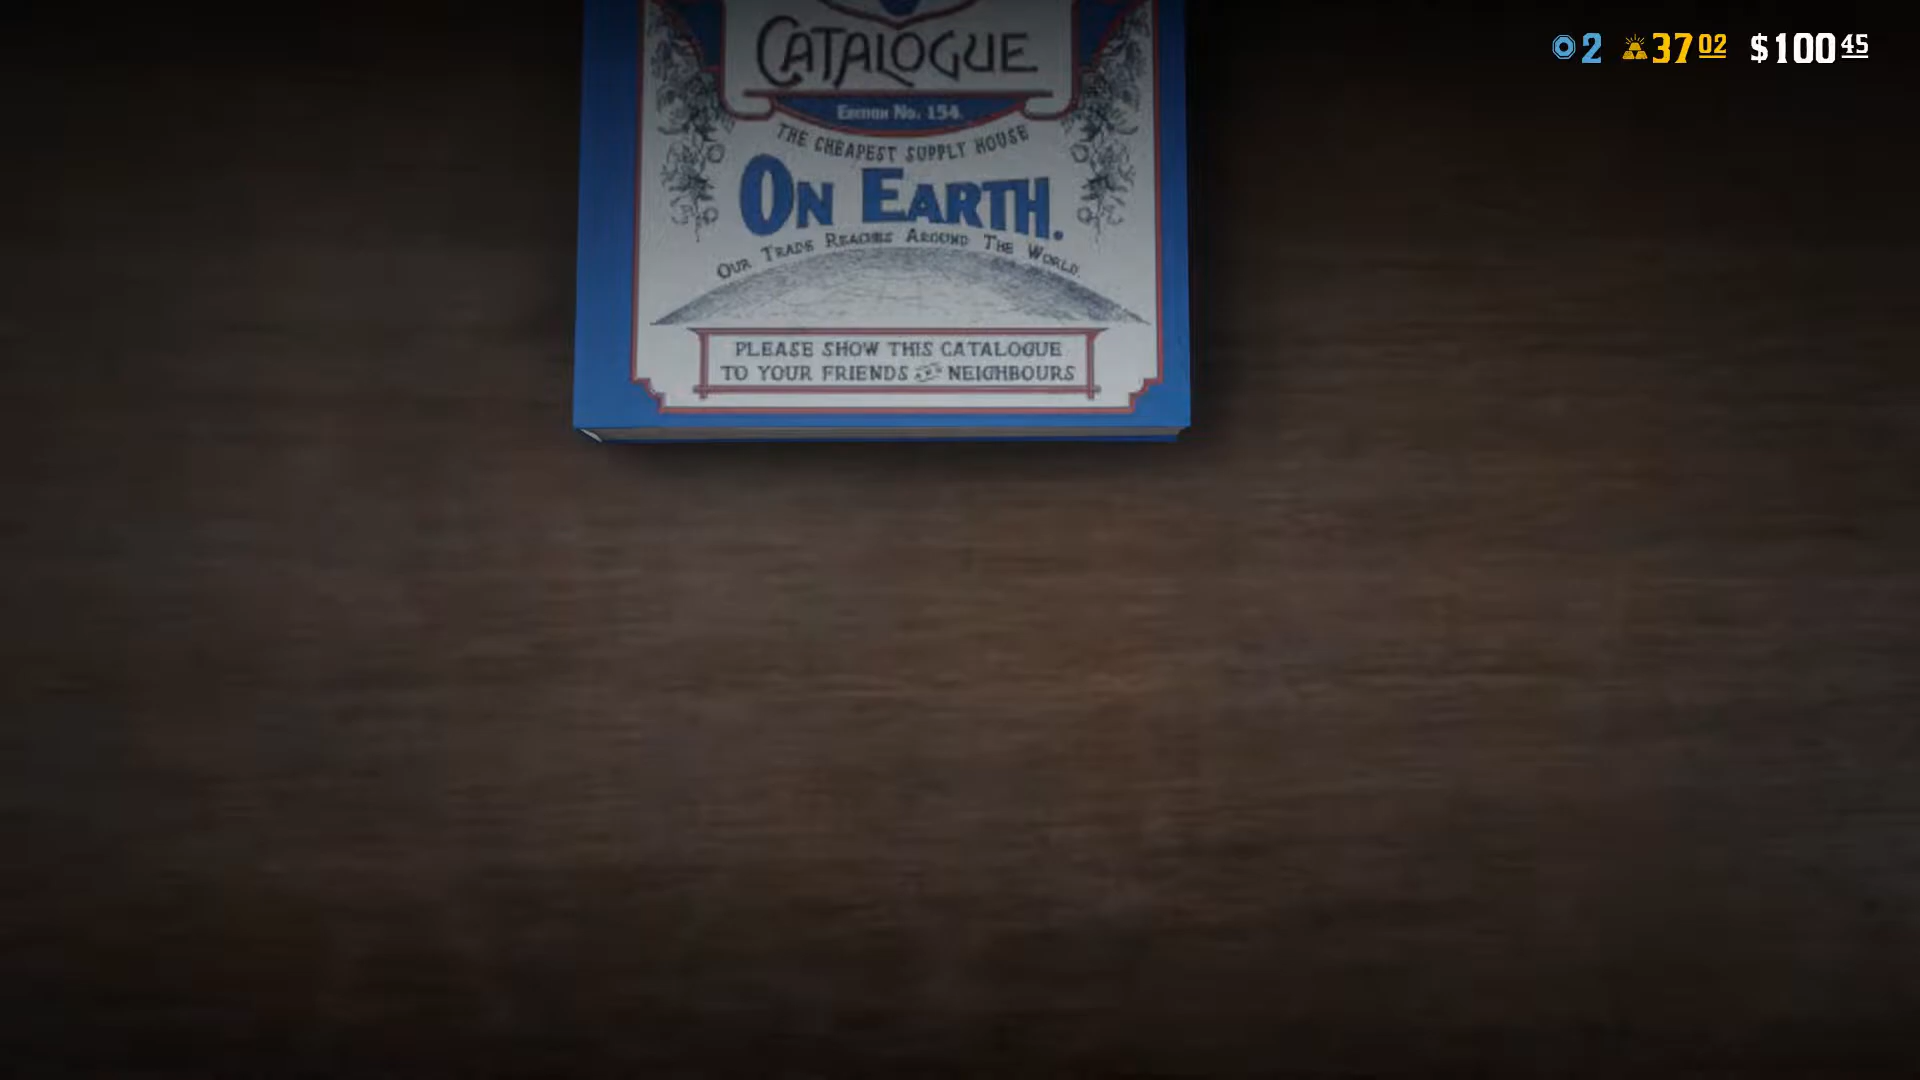 2 37 02 $100 45
CATALOGUE
EDITION No. 154.
THE CHEAPEST SUPPLY HOUSE
ON EARTH.
OUR TRADE REACHES AROUND THE WORLD.
PLEASE SHOW THIS CATALOGUE
TO YOUR FRIENDS AND NEIGHBOURS